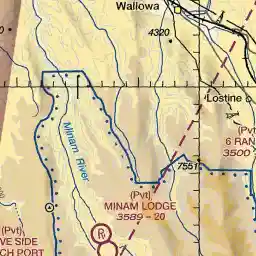 Wallowa
4320
Lostine
Minam River
(Pvt)
6 RAN
3500
7551
(Pvt)
MINAM LODGE
3589 - 20
R
(Pvt)
VE SIDE
CH PORT